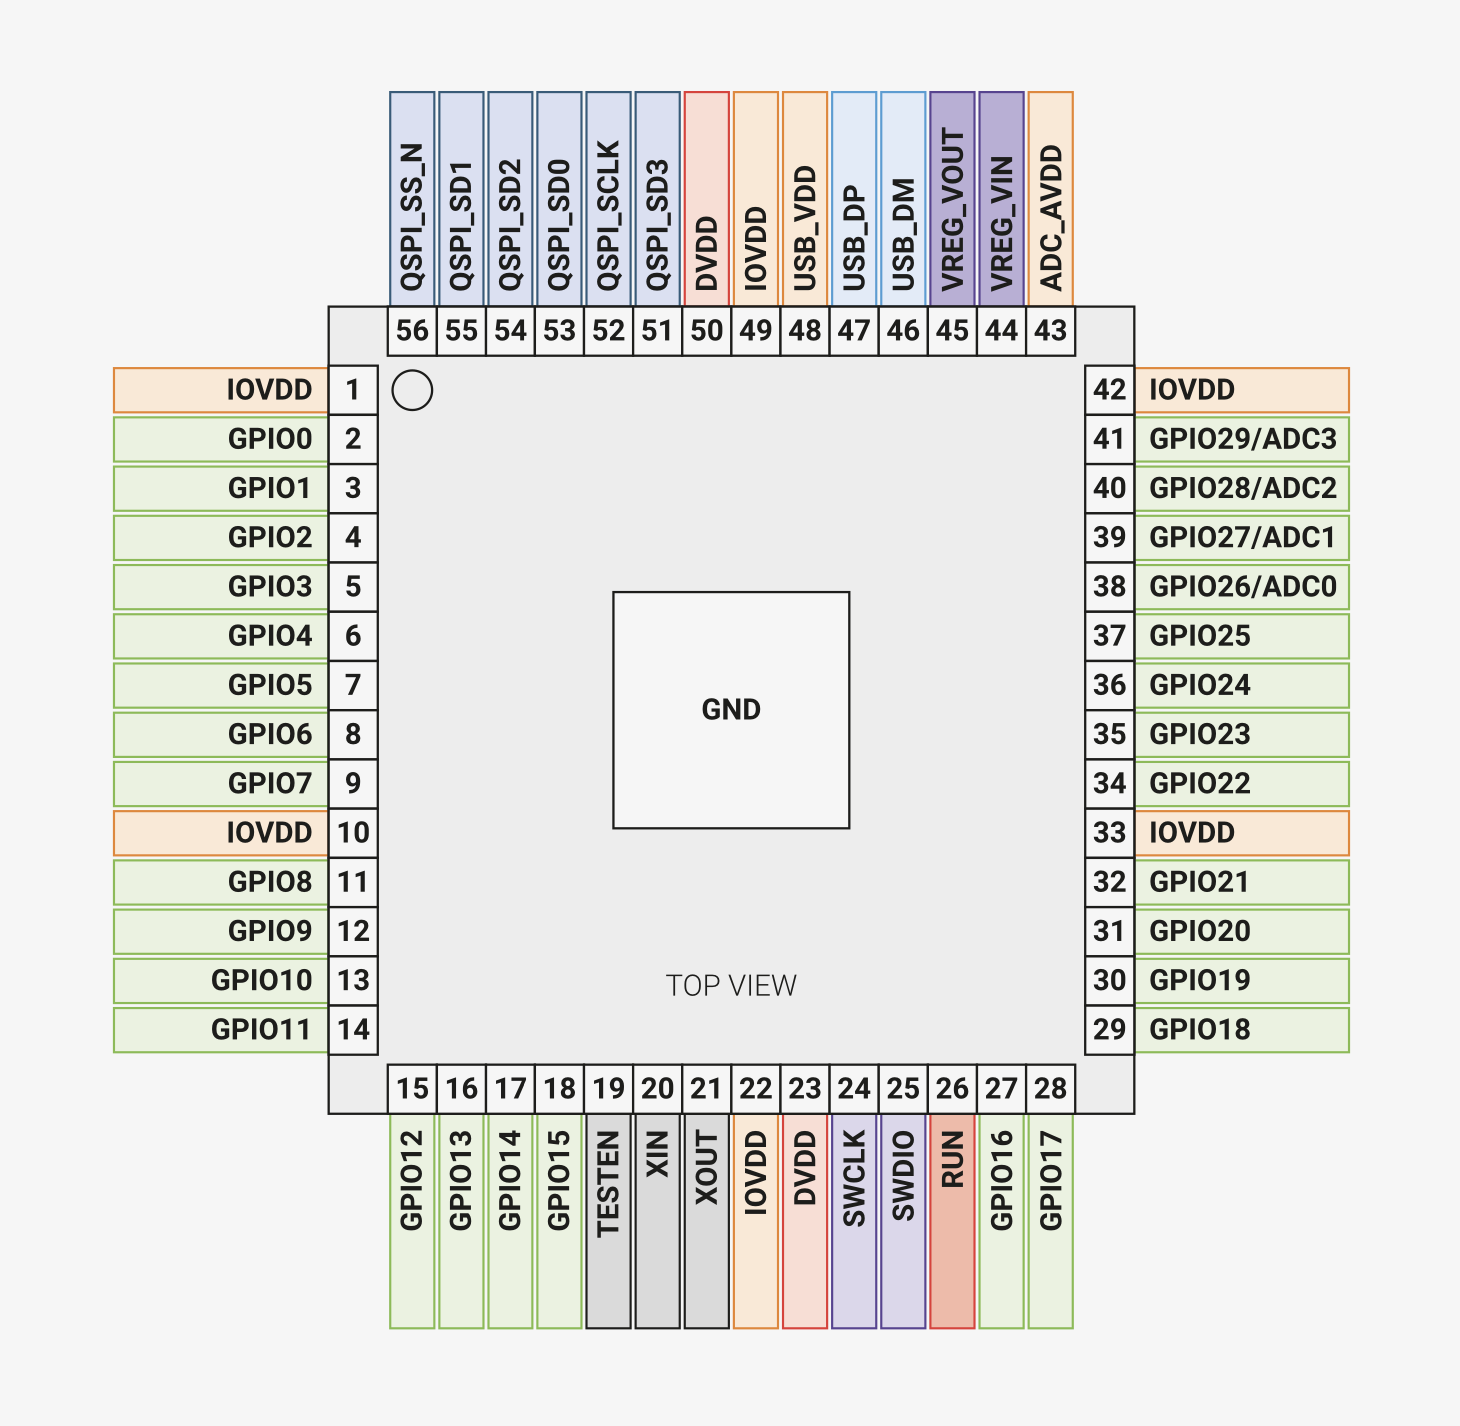 QSPI_SS_N
QSPI_SD1
QSPI_SD2
QSPI_SD0
QSPI_SCLK
QSPI_SD3
DVDD
IOVDD
USB_VDD
USB_DP
USB_DM
VREG_VOUT
VREG_VIN
ADC_AVDD
56 55 54 53 52 51 50 49 48 47 46 45 44 43
IOVDD 1 42 IOVDD
GPIO0 2 41 GPIO29/ADC3
GPIO1 3 40 GPIO28/ADC2
GPIO2 4 39 GPIO27/ADC1
GPIO3 5 38 GPIO26/ADC0
GPIO4 6 37 GPIO25
GPIO5 7 36 GPIO24
GND
GPIO6 8 35 GPIO23
GPIO7 9 34 GPIO22
IOVDD 10 33 IOVDD
GPIO8 11 32 GPIO21
GPIO9 12 31 GPIO20
GPIO10 13 30 GPIO19
TOP VIEW
GPIO11 14 29 GPIO18
15 16 17 18 19 20 21 22 23 24 25 26 27 28
GPIO12
GPIO13
GPIO14
GPIO15
TESTEN
XIN
XOUT
IOVDD
DVDD
SWCLK
SWDIO
RUN
GPIO16
GPIO17